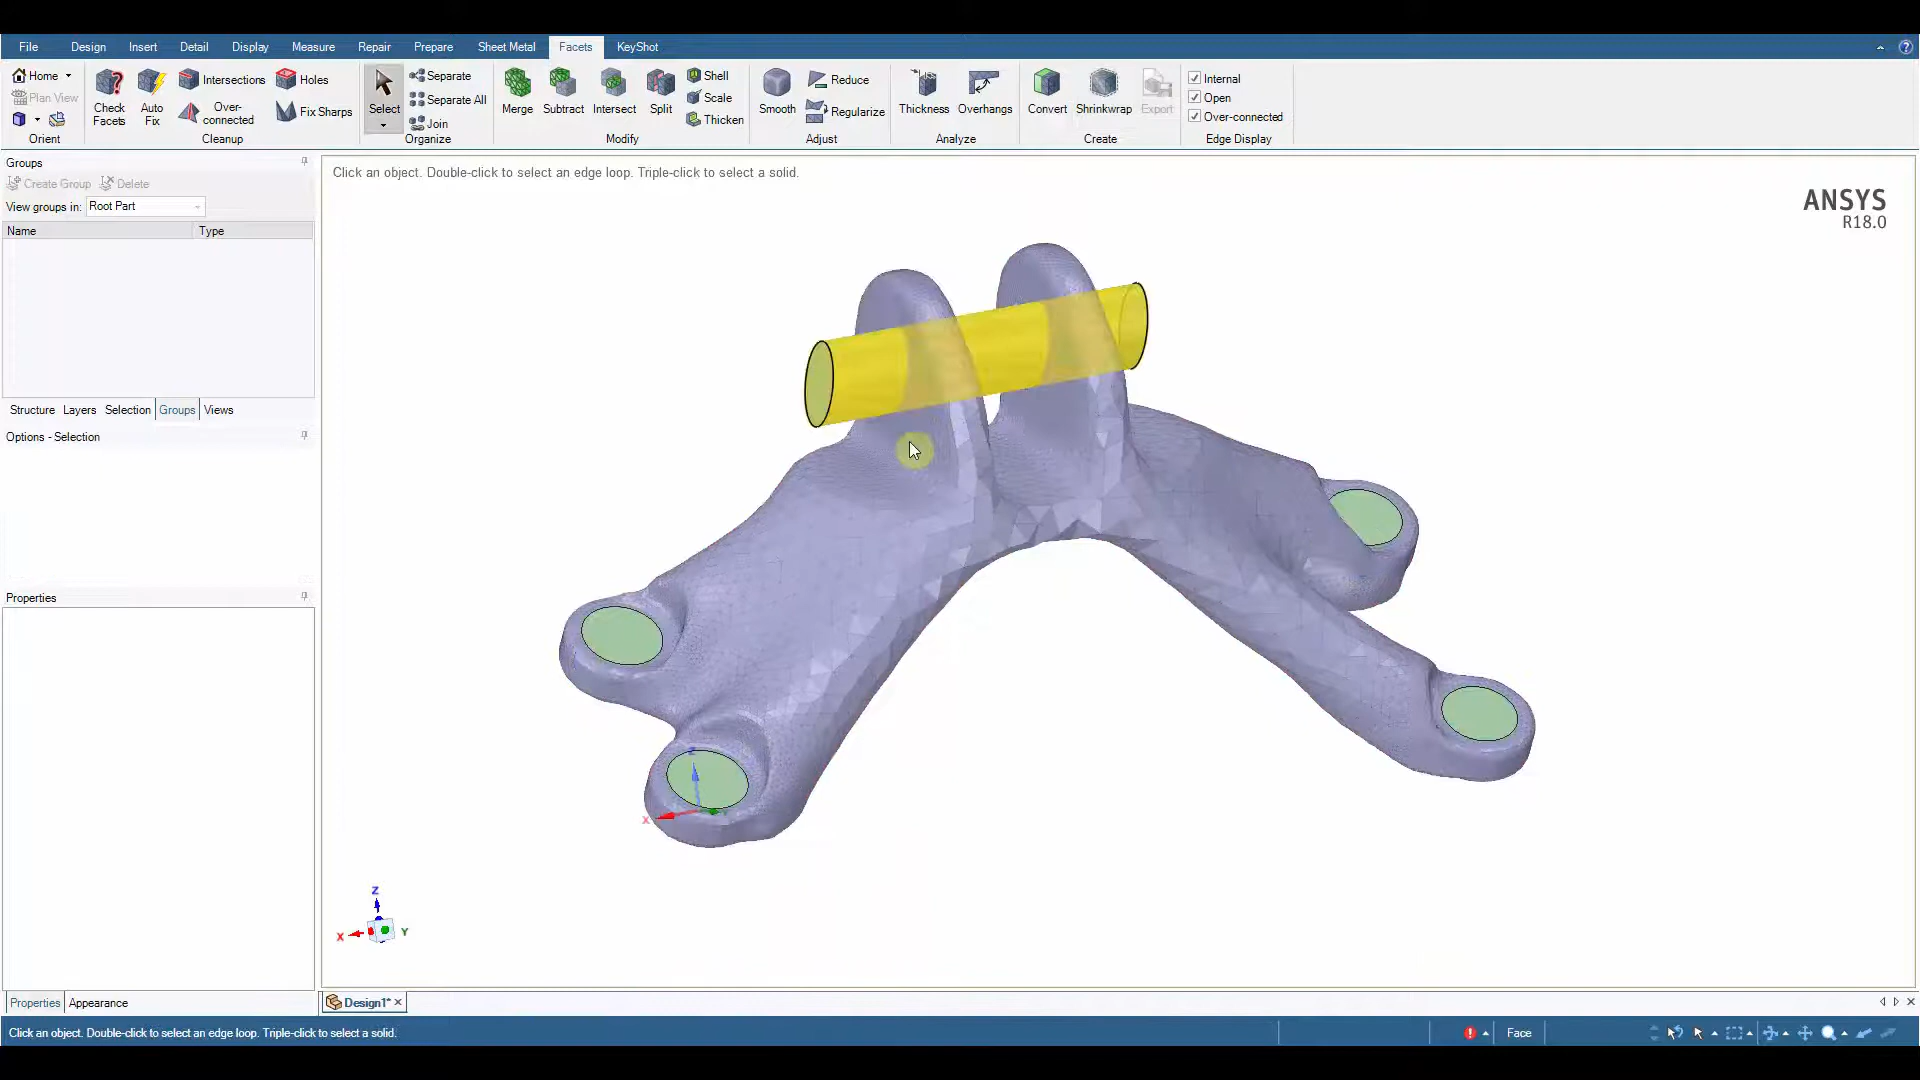 File Design Insert Detail Display Measure Repair Prepare Sheet Metal Facets KeyShot
Home
Plan View
Orient
Check Facets
Auto Fix
Intersections
Over-connected
Holes
Fix Sharps
Cleanup
Select
Separate
Separate All
Join
Organize
Merge
Subtract
Intersect
Split
Shell
Scale
Thicken
Modify
Smooth
Reduce
Regularize
Adjust
Thickness
Overhangs
Analyze
Convert
Shrinkwrap
Export
Create
Internal
Open
Over-connected
Edge Display
Groups
Create Group Delete
View groups in: Root Part
Name Type
Structure Layers Selection Groups Views
Options - Selection
Properties
Properties Appearance
Click an object. Double-click to select an edge loop. Triple-click to select a solid.
ANSYS
R18.0
Z
X
Z
X Y
Design1*
Click an object. Double-click to select an edge loop. Triple-click to select a solid.
Face